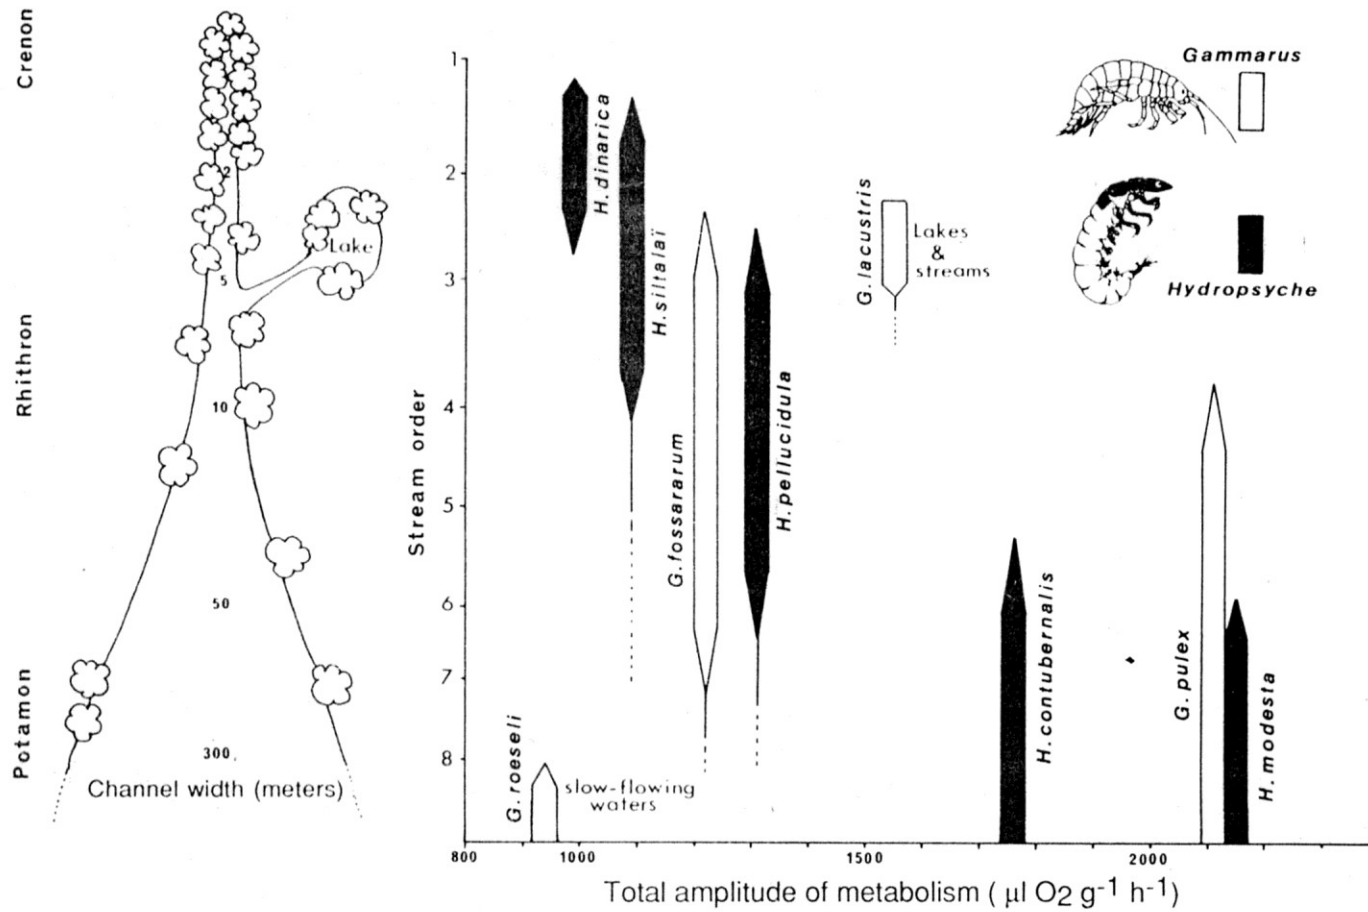 Crenon
Rhithron
Potamon
2
Lake
5
10
50
300
Channel width (meters)
Stream order
1
2
3
4
5
6
7
8
H. dinarica
H. siltalaï
G. fossararum
H. pellucidula
G. roeseli
slow-flowing
waters
G. lacustris
Lakes
&
streams
Gammarus
Hydropsyche
H. contubernalis
G. pulex
H. modesta
800
1000
1500
2000
Total amplitude of metabolism ( µl O2 g-1 h-1)